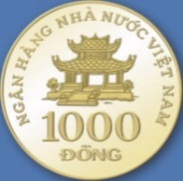 NGÂN HÀNG NHÀ NƯỚC VIỆT NAM
1000
ĐỒNG